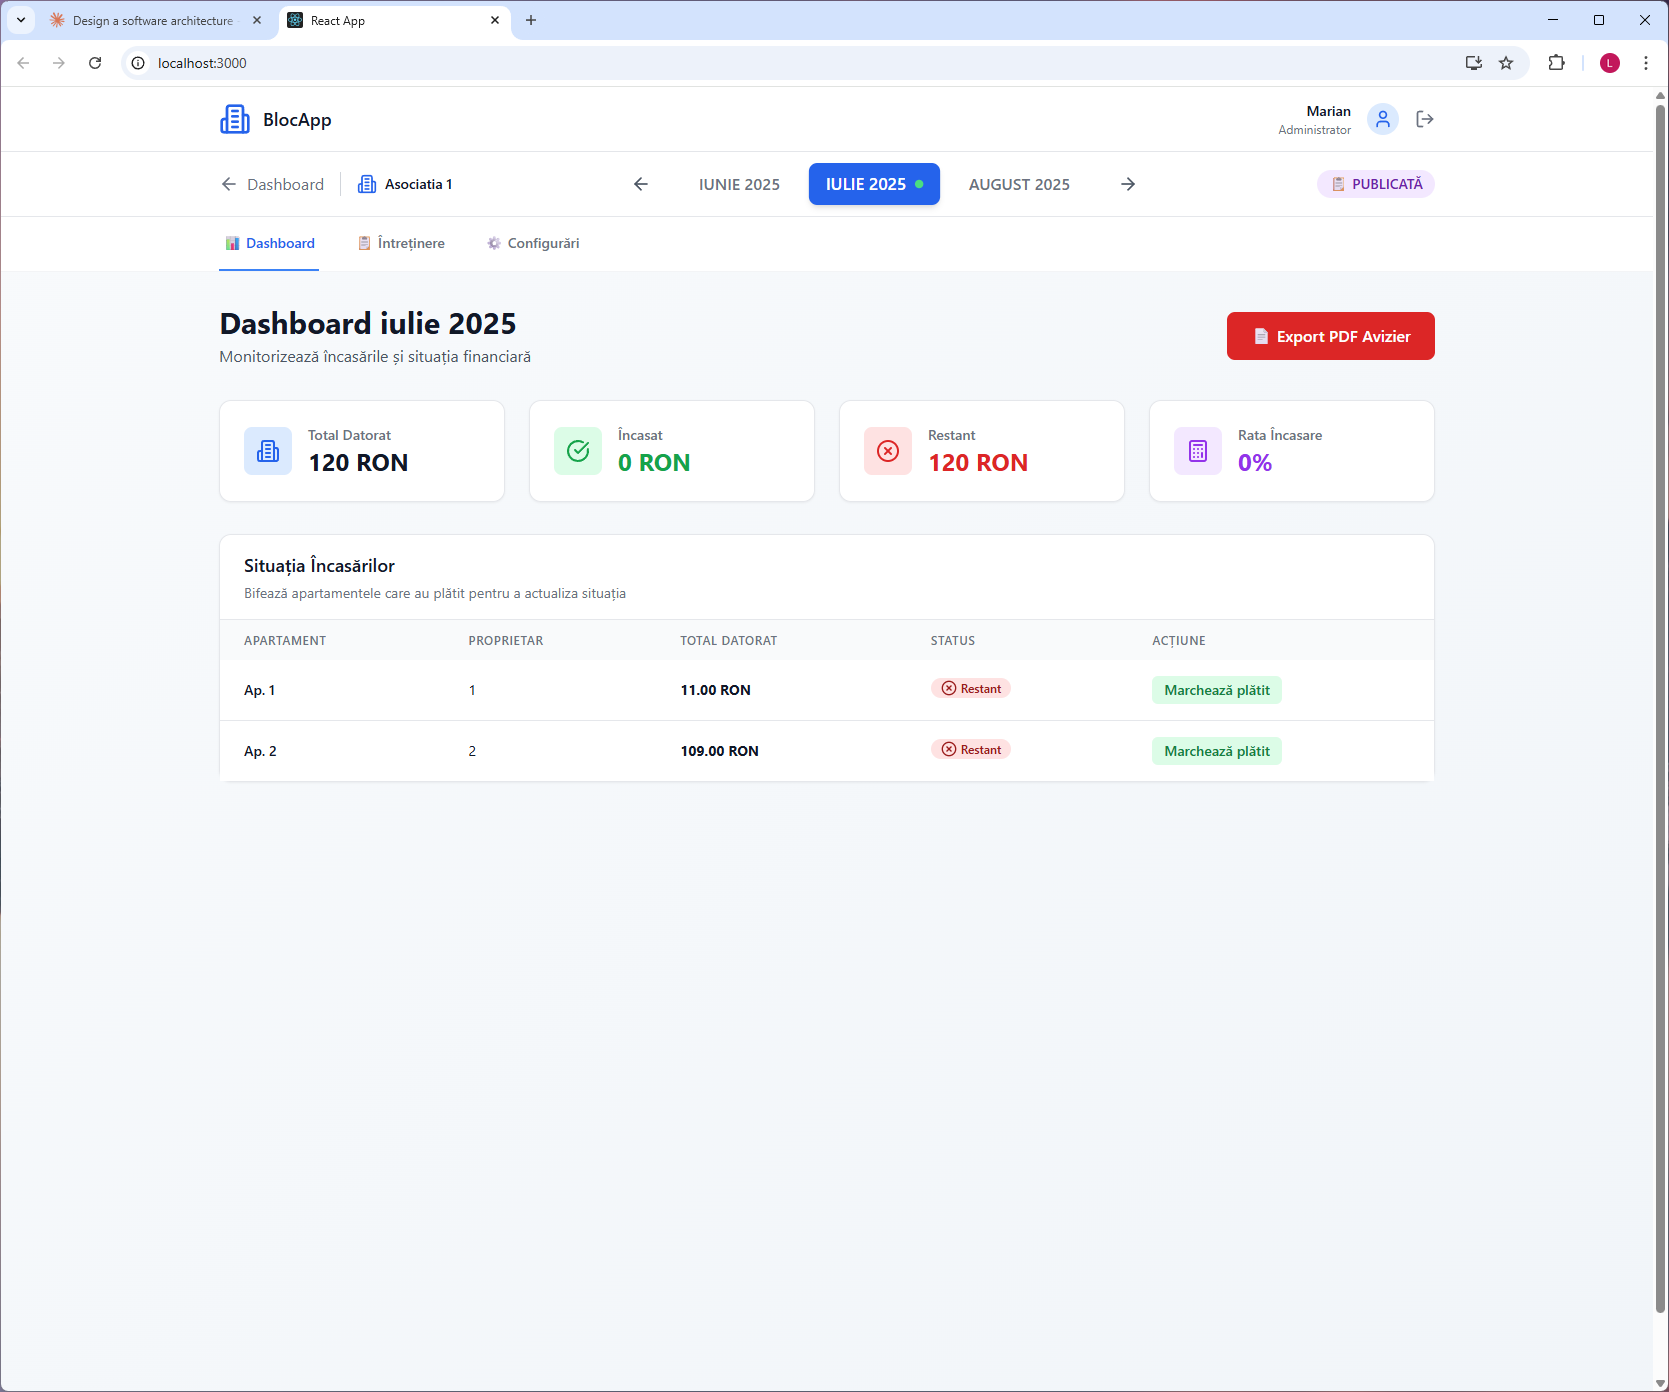 Design a software architecture
React App
localhost:3000
L
BlocApp
Marian
Administrator
Dashboard
Asociatia 1
IUNIE 2025
IULIE 2025
AUGUST 2025
PUBLICATĂ
Dashboard
Întreținere
Configurări
Dashboard iulie 2025
Monitorizează încasările și situația financiară
Export PDF Avizier
Total Datorat
120 RON
Încasat
0 RON
Restant
120 RON
Rata Încasare
0%
Situația Încasărilor
Bifează apartamentele care au plătit pentru a actualiza situația
APARTAMENT PROPRIETAR TOTAL DATORAT STATUS ACȚIUNE
Ap. 1 1 11.00 RON Restant Marchează plătit
Ap. 2 2 109.00 RON Restant Marchează plătit